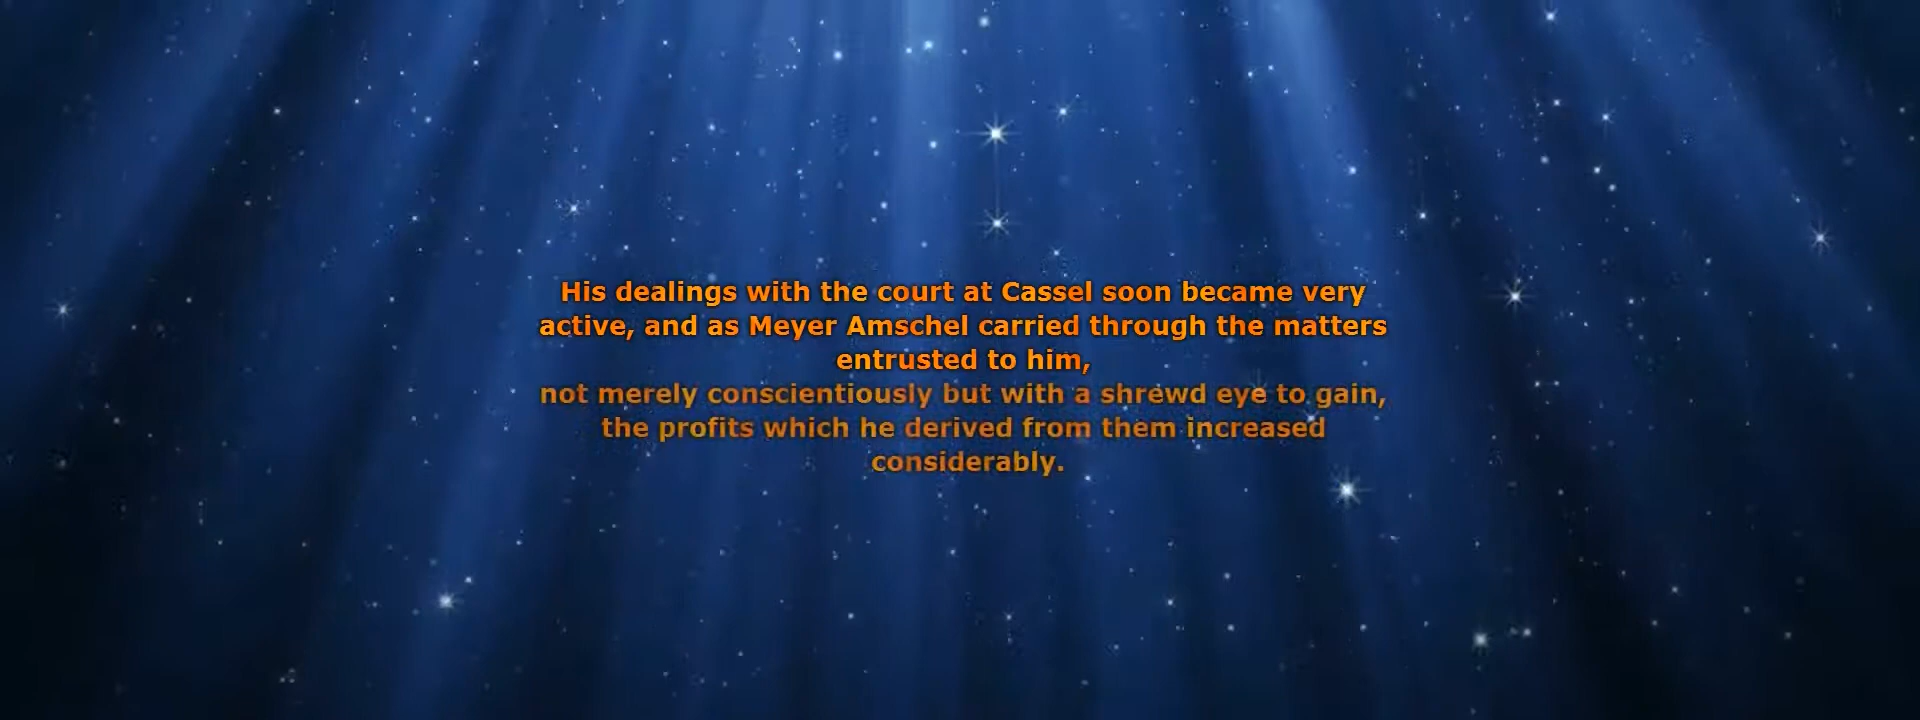 His dealings with the court at Cassel soon became very
active, and as Meyer Amschel carried through the matters
entrusted to him,
not merely conscientiously but with a shrewd eye to gain,
the profits which he derived from them increased
considerably.